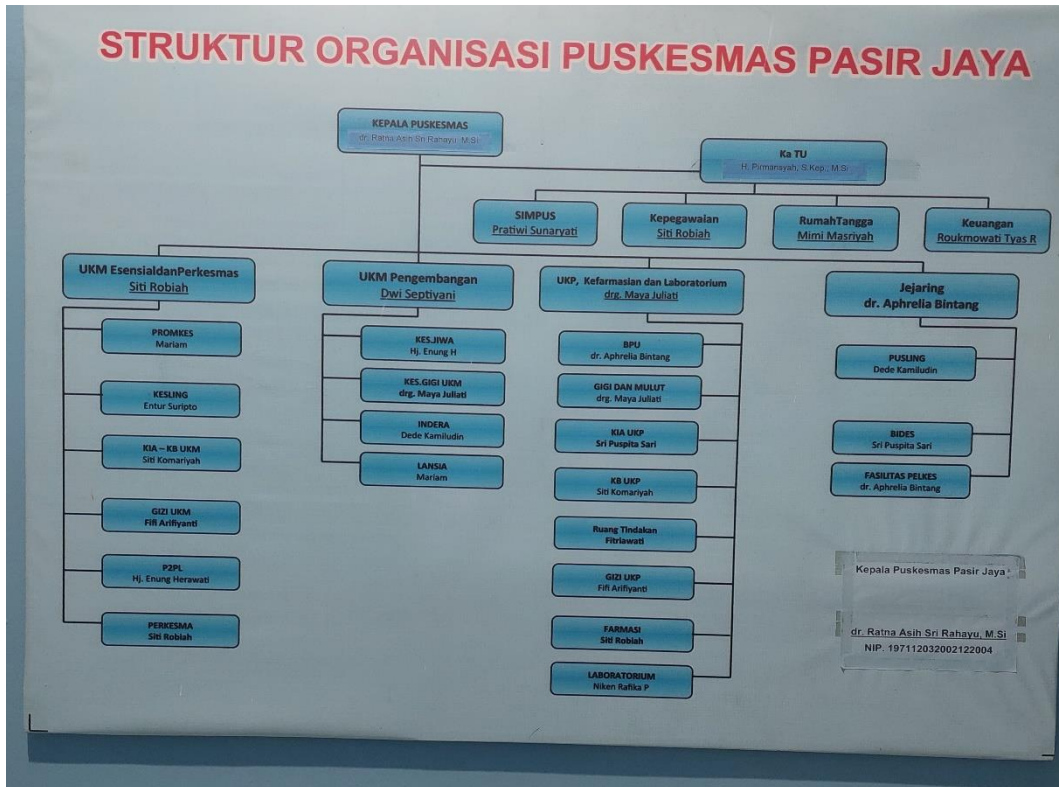 STRUKTUR ORGANISASI PUSKESMAS PASIR JAYA
KEPALA PUSKESMAS
dr. Ratna Asih Sri Rahayu, M.Si
Ka TU
H. Pirmansyah, S.Kep., M.Si
SIMPUS
Pratiwi Sunaryati
Kepegawaian
Siti Robiah
RumahTangga
Mimi Masriyah
Keuangan
Roukmowati Tyas R
UKM EsensialdanPerkesmas
Siti Robiah
UKM Pengembangan
Dwi Septiyani
UKP, Kefarmasian dan Laboratorium
drg. Maya Juliati
Jejaring
dr. Aphrelia Bintang
PROMKES
Mariam
KESLING
Entur Suripto
KIA – KB UKM
Siti Komariyah
GIZI UKM
Fifi Arifiyanti
P2PL
Hj. Enung Herawati
PERKESMA
Siti Robiah
KES.JIWA
Hj. Enung H
KES.GIGI UKM
drg. Maya Juliati
INDERA
Dede Kamiludin
LANSIA
Mariam
BPU
dr. Aphrelia Bintang
GIGI DAN MULUT
drg. Maya Juliati
KIA UKP
Sri Puspita Sari
KB UKP
Siti Komariyah
Ruang Tindakan
Fitriawati
GIZI UKP
Fifi Arifiyanti
FARMASI
Siti Robiah
LABORATORIUM
Niken Rafika P
PUSLING
Dede Kamiludin
BIDES
Sri Puspita Sari
FASILITAS PELKES
dr. Aphrelia Bintang
Kepala Puskesmas Pasir Jaya
dr. Ratna Asih Sri Rahayu, M.Si
NIP. 197112032002122004